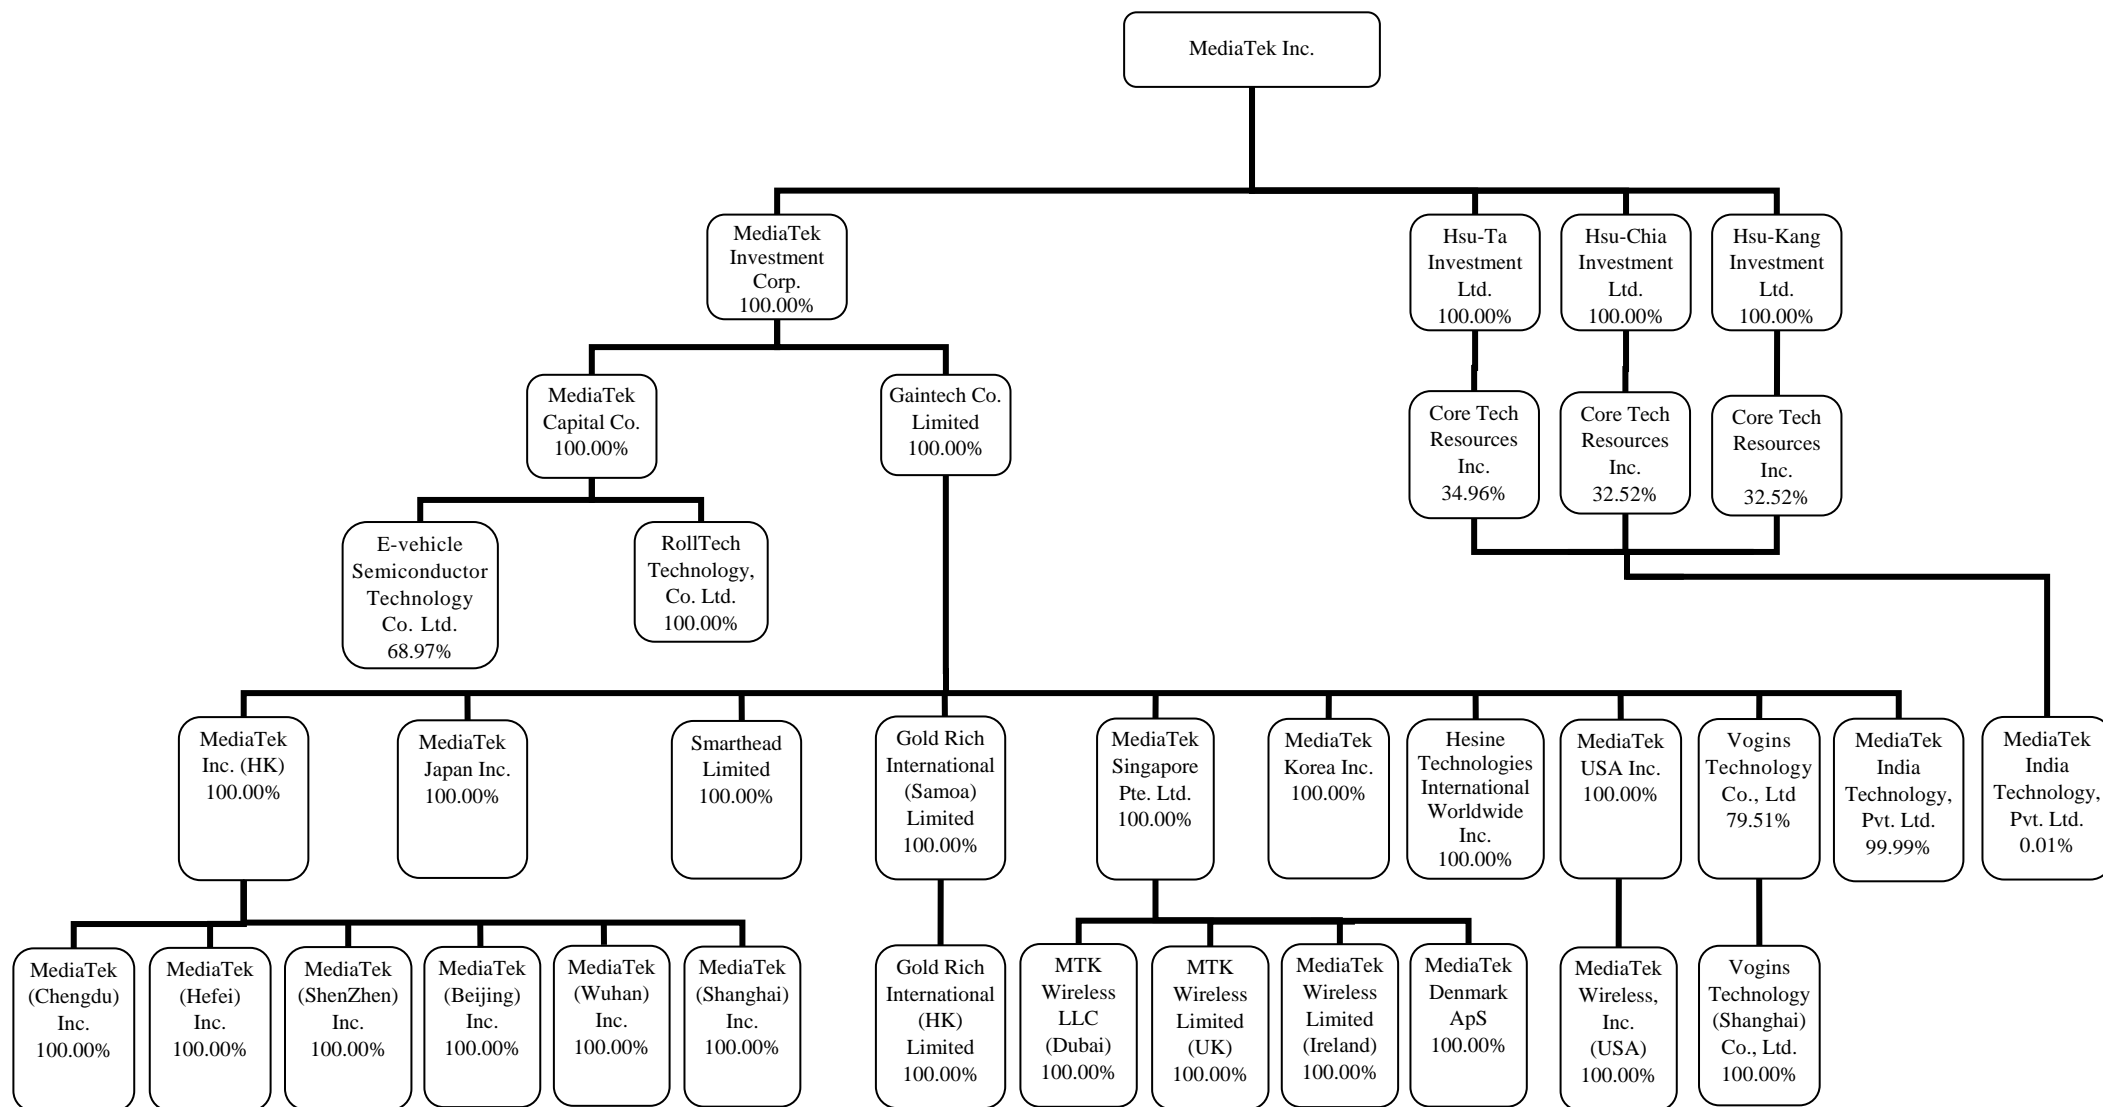 MediaTek Inc.
MediaTek
Investment
Corp.
100.00%
Hsu-Ta
Investment
Ltd.
100.00%
Hsu-Chia
Investment
Ltd.
100.00%
Hsu-Kang
Investment
Ltd.
100.00%
MediaTek
Capital Co.
100.00%
Gaintech Co.
Limited
100.00%
Core Tech
Resources
Inc.
34.96%
Core Tech
Resources
Inc.
32.52%
Core Tech
Resources
Inc.
32.52%
E-vehicle
Semiconductor
Technology
Co. Ltd.
68.97%
RollTech
Technology,
Co. Ltd.
100.00%
MediaTek
Inc. (HK)
100.00%
MediaTek
Japan Inc.
100.00%
Smarthead
Limited
100.00%
Gold Rich
International
(Samoa)
Limited
100.00%
MediaTek
Singapore
Pte. Ltd.
100.00%
MediaTek
Korea Inc.
100.00%
Hesine
Technologies
International
Worldwide
Inc.
100.00%
MediaTek
USA Inc.
100.00%
Vogins
Technology
Co., Ltd
79.51%
MediaTek
India
Technology,
Pvt. Ltd.
99.99%
MediaTek
India
Technology,
Pvt. Ltd.
0.01%
MediaTek
(Chengdu)
Inc.
100.00%
MediaTek
(Hefei)
Inc.
100.00%
MediaTek
(ShenZhen)
Inc.
100.00%
MediaTek
(Beijing)
Inc.
100.00%
MediaTek
(Wuhan)
Inc.
100.00%
MediaTek
(Shanghai)
Inc.
100.00%
Gold Rich
International
(HK)
Limited
100.00%
MTK
Wireless
LLC
(Dubai)
100.00%
MTK
Wireless
Limited
(UK)
100.00%
MediaTek
Wireless
Limited
(Ireland)
100.00%
MediaTek
Denmark
ApS
100.00%
MediaTek
Wireless,
Inc.
(USA)
100.00%
Vogins
Technology
(Shanghai)
Co., Ltd.
100.00%